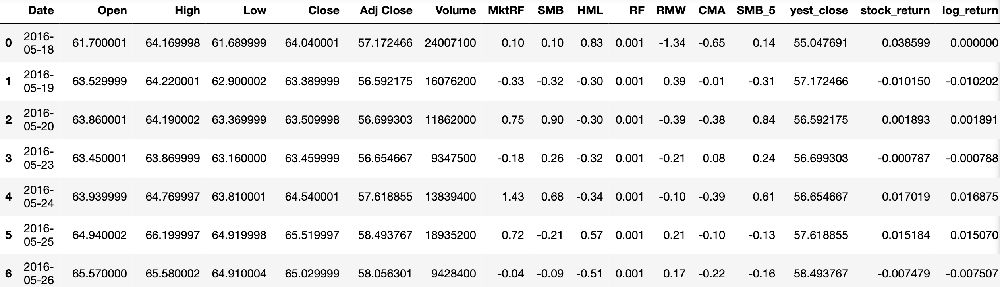 Date Open High Low Close Adj Close Volume MktRF SMB HML RF RMW CMA SMB_5 yest_close stock_return log_return
0 2016-05-18 61.700001 64.169998 61.689999 64.040001 57.172466 24007100 0.10 0.10 0.83 0.001 -1.34 -0.65 0.14 55.047691 0.038599 0.000000
1 2016-05-19 63.529999 64.220001 62.900002 63.389999 56.592175 16076200 -0.33 -0.32 -0.30 0.001 0.39 -0.01 -0.31 57.172466 -0.010150 -0.010202
2 2016-05-20 63.860001 64.190002 63.369999 63.509998 56.699303 11862000 0.75 0.90 -0.30 0.001 -0.39 -0.38 0.84 56.592175 0.001893 0.001891
3 2016-05-23 63.450001 63.869999 63.160000 63.459999 56.654667 9347500 -0.18 0.26 -0.32 0.001 -0.21 0.08 0.24 56.699303 -0.000787 -0.000788
4 2016-05-24 63.939999 64.769997 63.810001 64.540001 57.618855 13839400 1.43 0.68 -0.34 0.001 -0.10 -0.39 0.61 56.654667 0.017019 0.016875
5 2016-05-25 64.940002 66.199997 64.919998 65.519997 58.493767 18935200 0.72 -0.21 0.57 0.001 0.21 -0.10 -0.13 57.618855 0.015184 0.015070
6 2016-05-26 65.570000 65.580002 64.910004 65.029999 58.056301 9428400 -0.04 -0.09 -0.51 0.001 0.17 -0.22 -0.16 58.493767 -0.007479 -0.007507